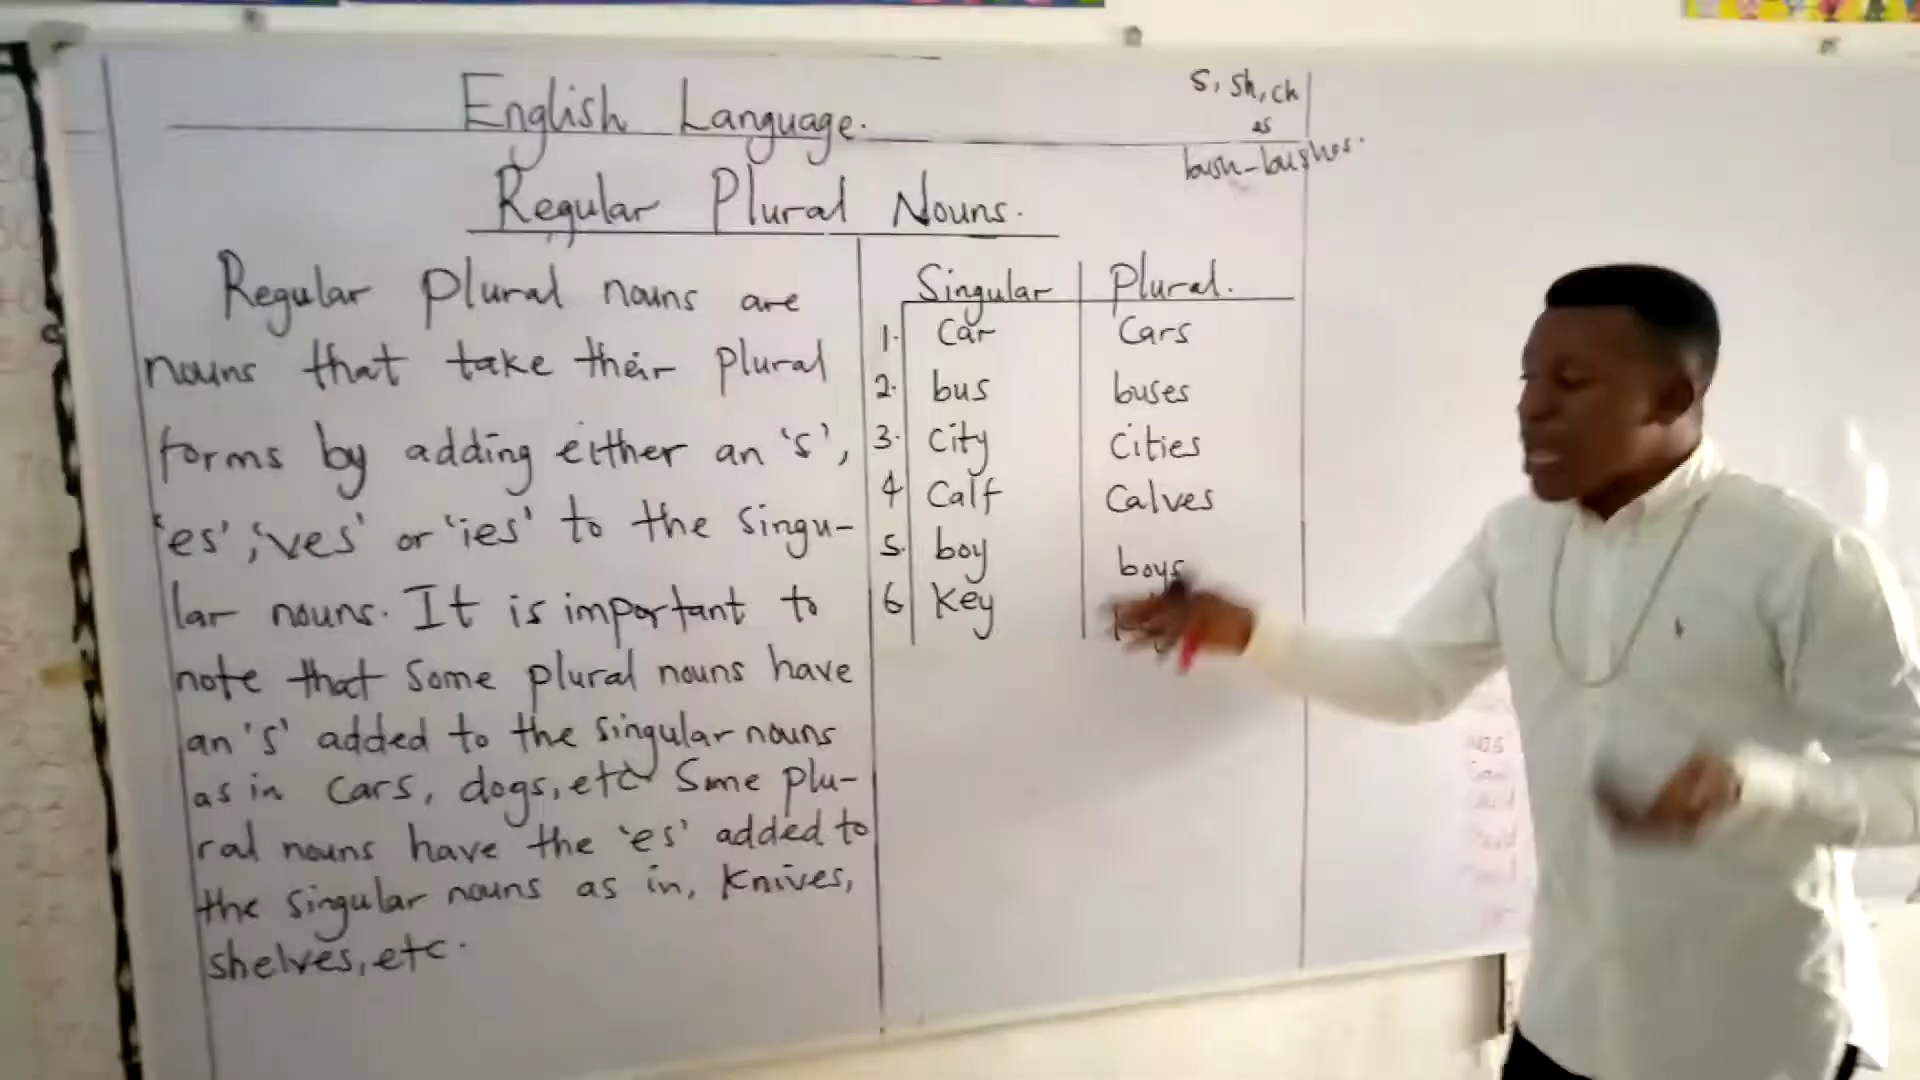 English Language.
s, sh, ch
es
bush-bushes.
Regular Plural Nouns.
Regular Plural nouns are
nouns that take their plural
forms by adding either an 's',
'es', 'ves' or 'ies' to the singu-
lar nouns. It is important to
note that some plural nouns have
an 's' added to the singular nouns
as in cars, dogs, etc Some plu-
ral nouns have the 'es' added to
the singular nouns as in, knives,
shelves, etc.
Singular Plural.
1. Car Cars
2. bus buses
3. City Cities
4 Calf Calves
5. boy boys
6 Key